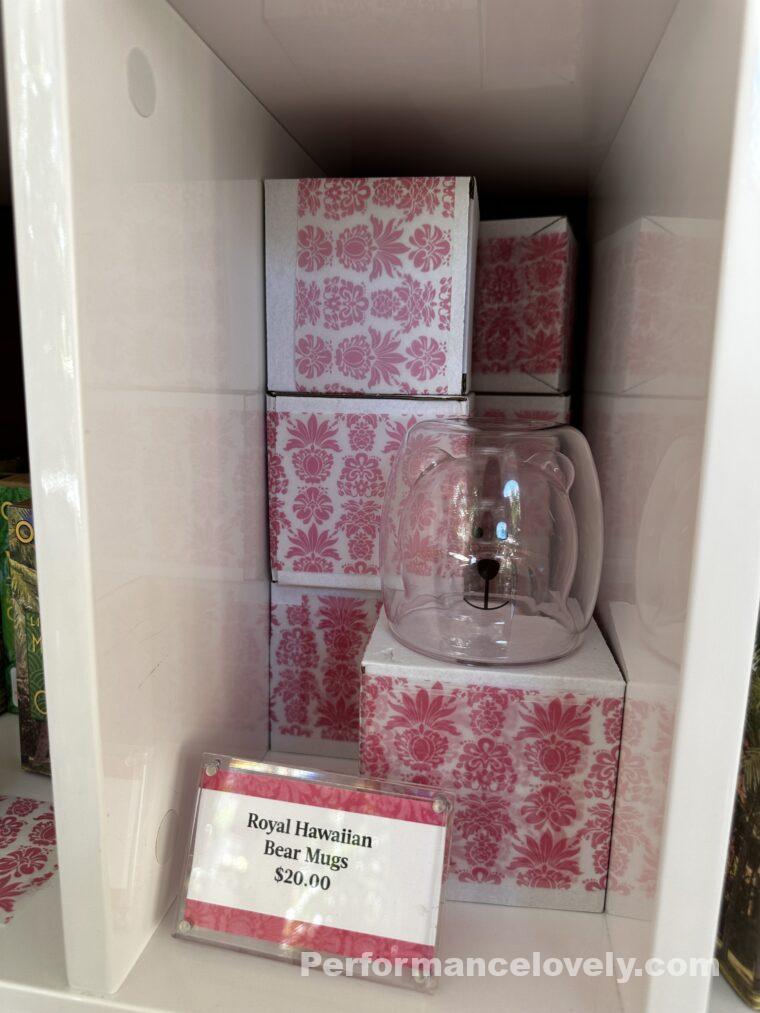 Royal Hawaiian
Bear Mugs
$20.00
Performancelovely.com